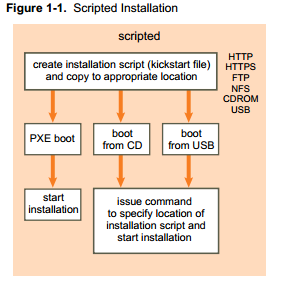 Figure 1-1. Scripted Installation
scripted
create installation script (kickstart file)
and copy to appropriate location
HTTP
HTTPS
FTP
NFS
CDROM
USB
PXE boot
boot
from CD
boot
from USB
start
installation
issue command
to specify location of
installation script and
start installation